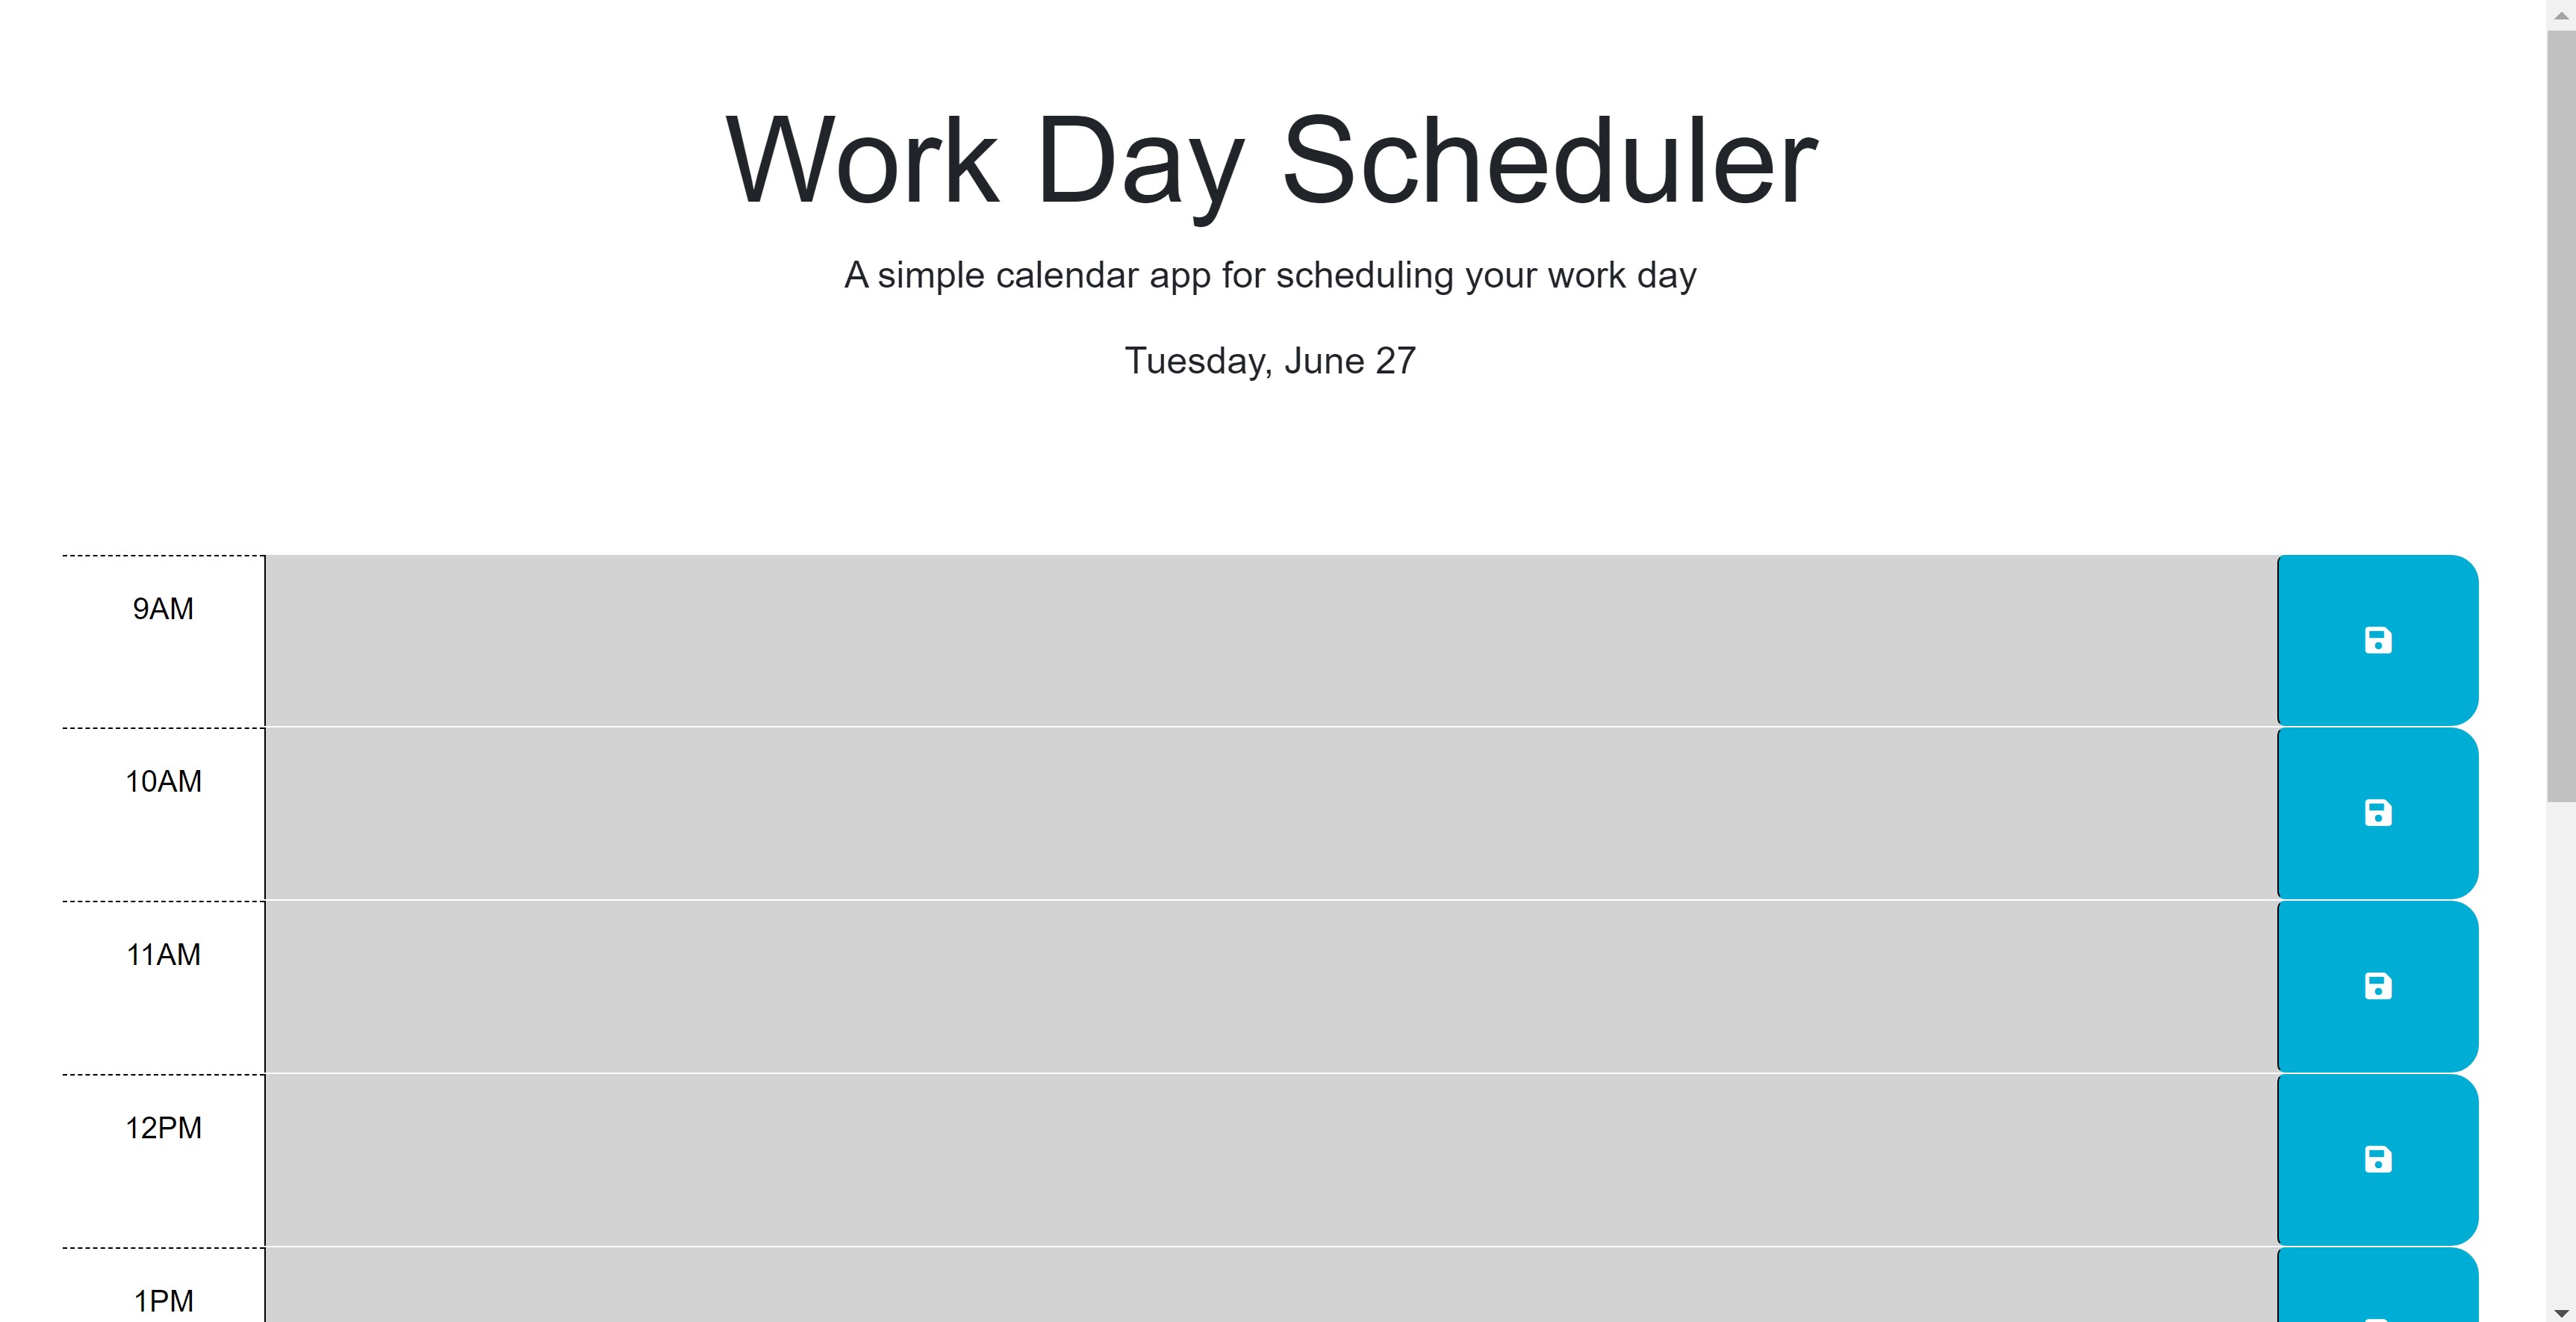 Work Day Scheduler
A simple calendar app for scheduling your work day
Tuesday, June 27
9AM
10AM
11AM
12PM
1PM